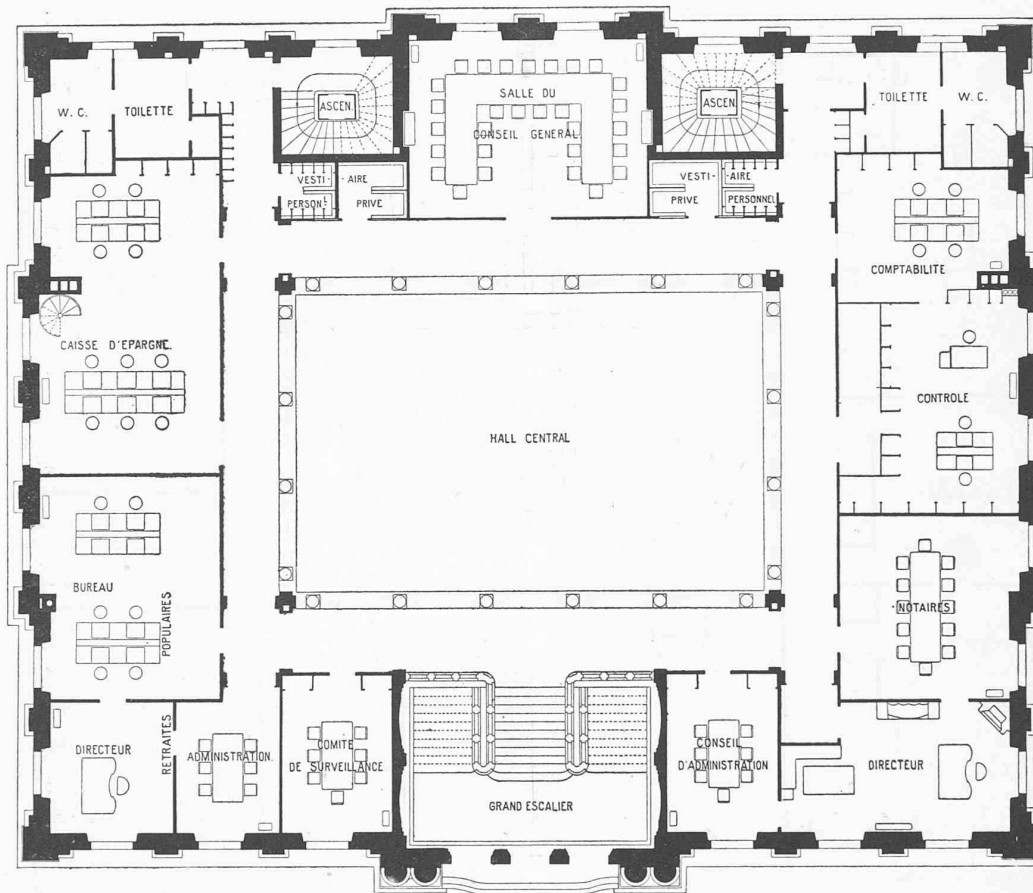 W. C.
TOILETTE
ASCEN.
SALLE DU
CONSEIL GENERAL.
ASCEN.
TOILETTE
W. C.
VESTI-
-AIRE
PERSON^L
PRIVE
VESTI-
-AIRE
PRIVE
PERSONNEL
COMPTABILITE
CAISSE D'EPARGNE.
CONTROLE
HALL CENTRAL
BUREAU
POPULAIRES
RETRAITES
NOTAIRES
DIRECTEUR
ADMINISTRATION.
COMITE
DE SURVEILLANCE
GRAND ESCALIER
CONSEIL
D'ADMINISTRATION
DIRECTEUR